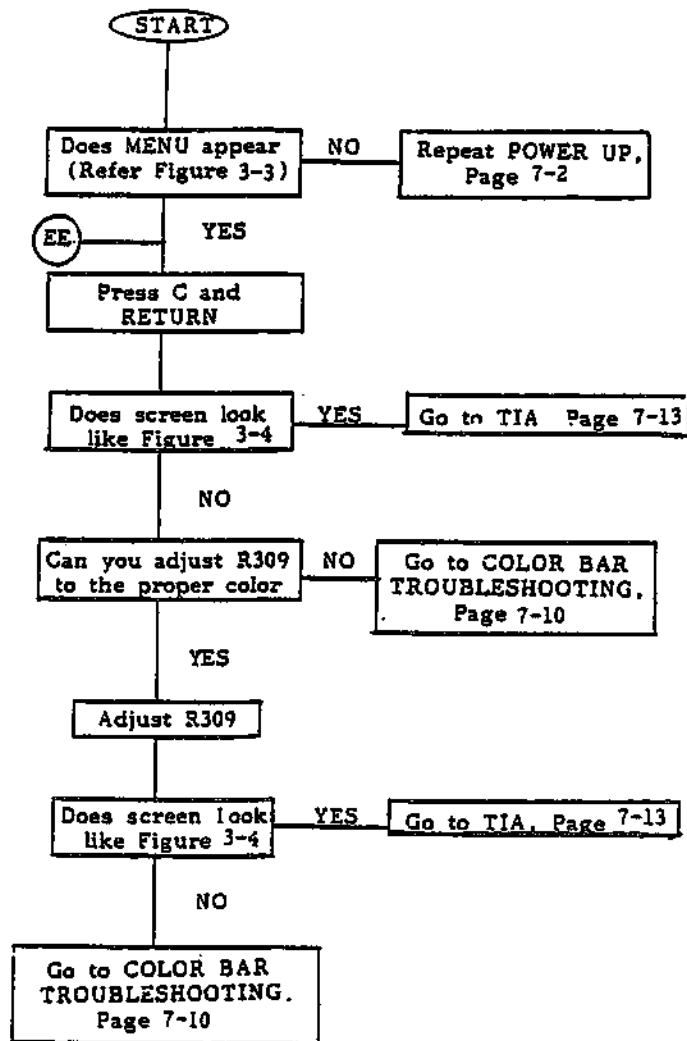 START
Does MENU appear
(Refer Figure 3-3)
NO
Repeat POWER UP.
Page 7-2
EE
YES
Press C and
RETURN
Does screen look
like Figure 3-4
YES
Go to TIA Page 7-13
NO
Can you adjust R309
to the proper color
NO
Go to COLOR BAR
TROUBLESHOOTING.
Page 7-10
YES
Adjust R309
Does screen look
like Figure 3-4
YES
Go to TIA. Page 7-13
NO
Go to COLOR BAR
TROUBLESHOOTING.
Page 7-10